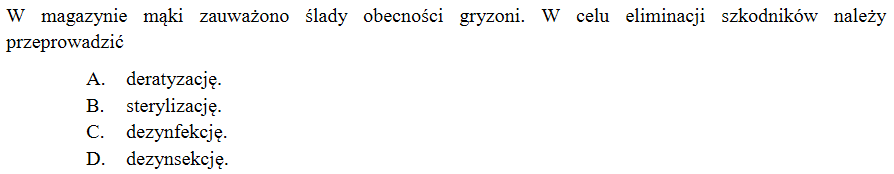 W magazynie mąki zauważono ślady obecności gryzoni. W celu eliminacji szkodników należy
przeprowadzić
A. deratyzację.
B. sterylizację.
C. dezynfekcję.
D. dezynsekcję.